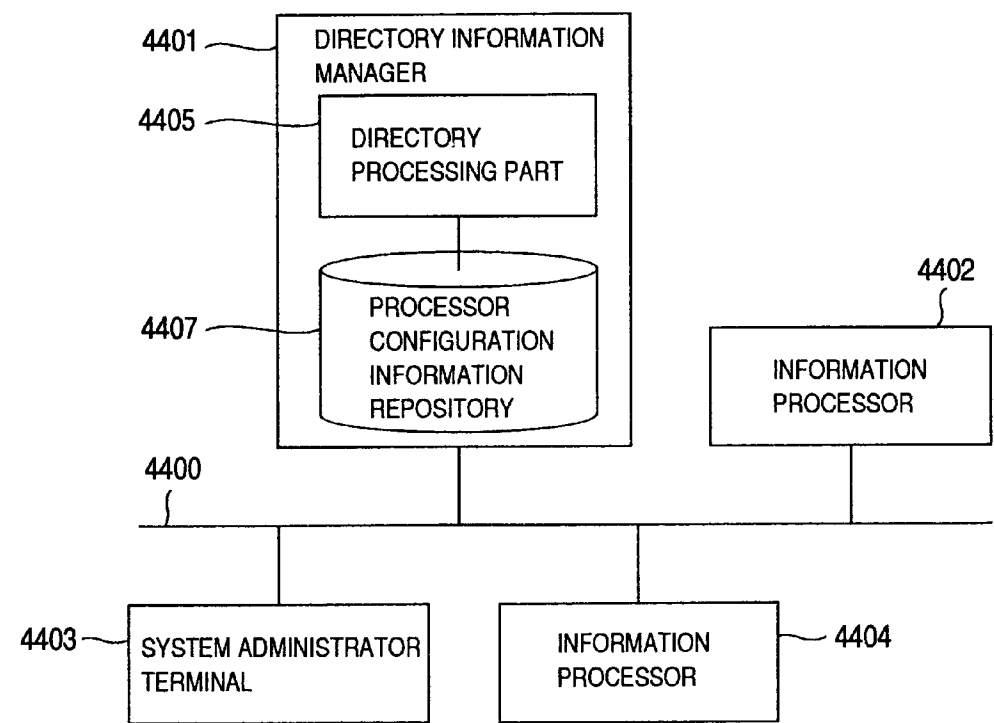 4401
DIRECTORY INFORMATION
MANAGER
4405
DIRECTORY
PROCESSING PART
4407
PROCESSOR
CONFIGURATION
INFORMATION
REPOSITORY
4402
INFORMATION
PROCESSOR
4400
4403
SYSTEM ADMINISTRATOR
TERMINAL
INFORMATION
PROCESSOR
4404